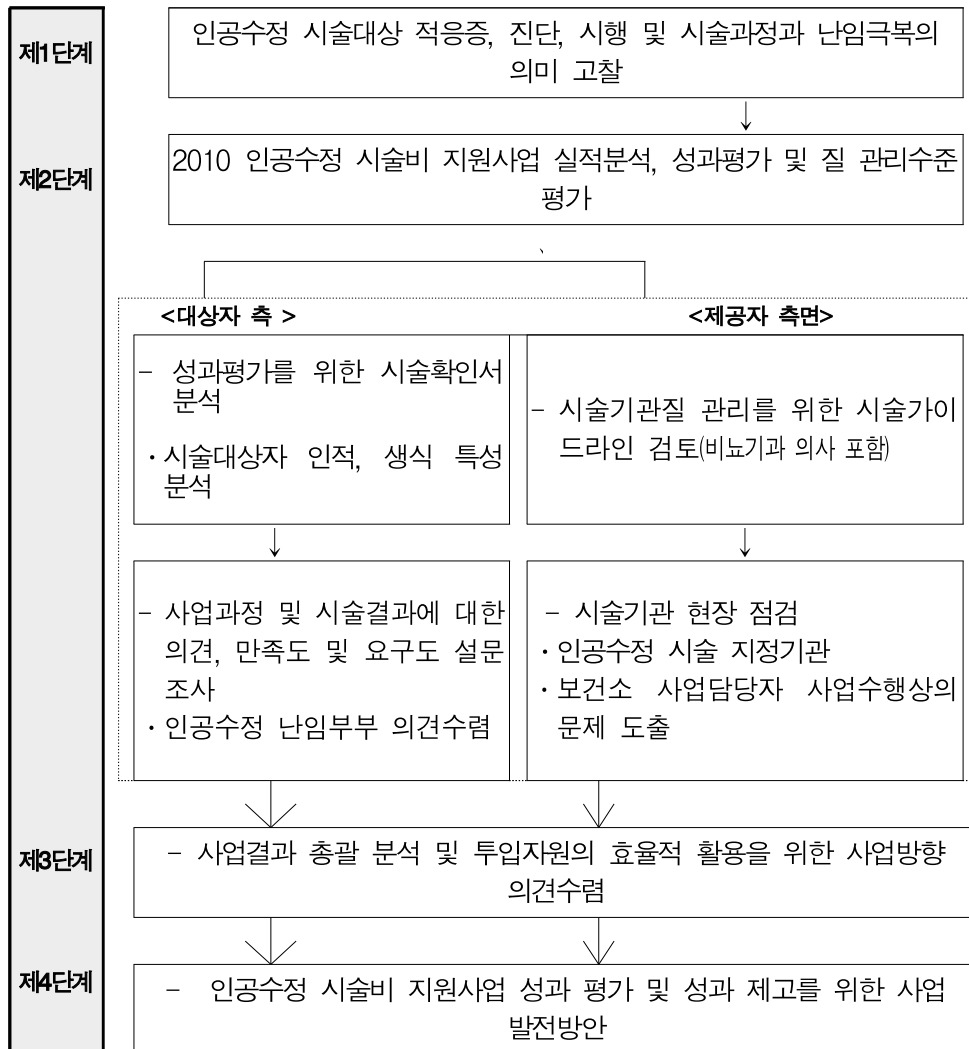 제1단계
인공수정 시술대상 적응증, 진단, 시행 및 시술과정과 난임극복의
의미 고찰
제2단계
2010 인공수정 시술비 지원사업 실적분석, 성과평가 및 질 관리수준
평가
<대상자 측 >
- 성과평가를 위한 시술확인서
분석
· 시술대상자 인적, 생식 특성
분석
<제공자 측면>
- 시술기관질 관리를 위한 시술가이
드라인 검토(비뇨기과 의사 포함)
- 사업과정 및 시술결과에 대한
의견, 만족도 및 요구도 설문
조사
· 인공수정 난임부부 의견수렴
- 시술기관 현장 점검
· 인공수정 시술 지정기관
· 보건소 사업담당자 사업수행상의
문제 도출
제3단계
- 사업결과 총괄 분석 및 투입자원의 효율적 활용을 위한 사업방향
의견수렴
제4단계
- 인공수정 시술비 지원사업 성과 평가 및 성과 제고를 위한 사업
발전방안